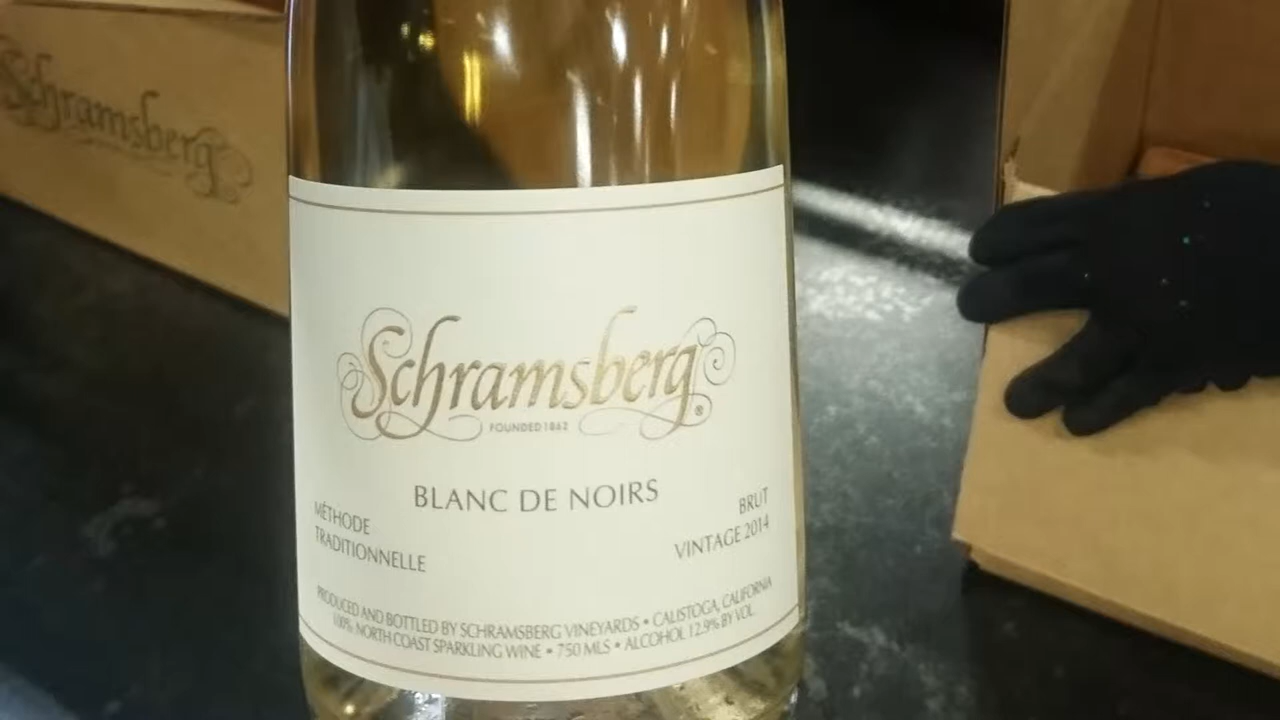 Schramsberg
Schramsberg®
FOUNDED 1862
BLANC DE NOIRS
MÉTHODE
TRADITIONNELLE
BRUT
VINTAGE 2014
PRODUCED AND BOTTLED BY SCHRAMSBERG VINEYARDS • CALISTOGA, CALIFORNIA
100% NORTH COAST SPARKLING WINE • 750 MLS • ALCOHOL 12.9% BY VOL.